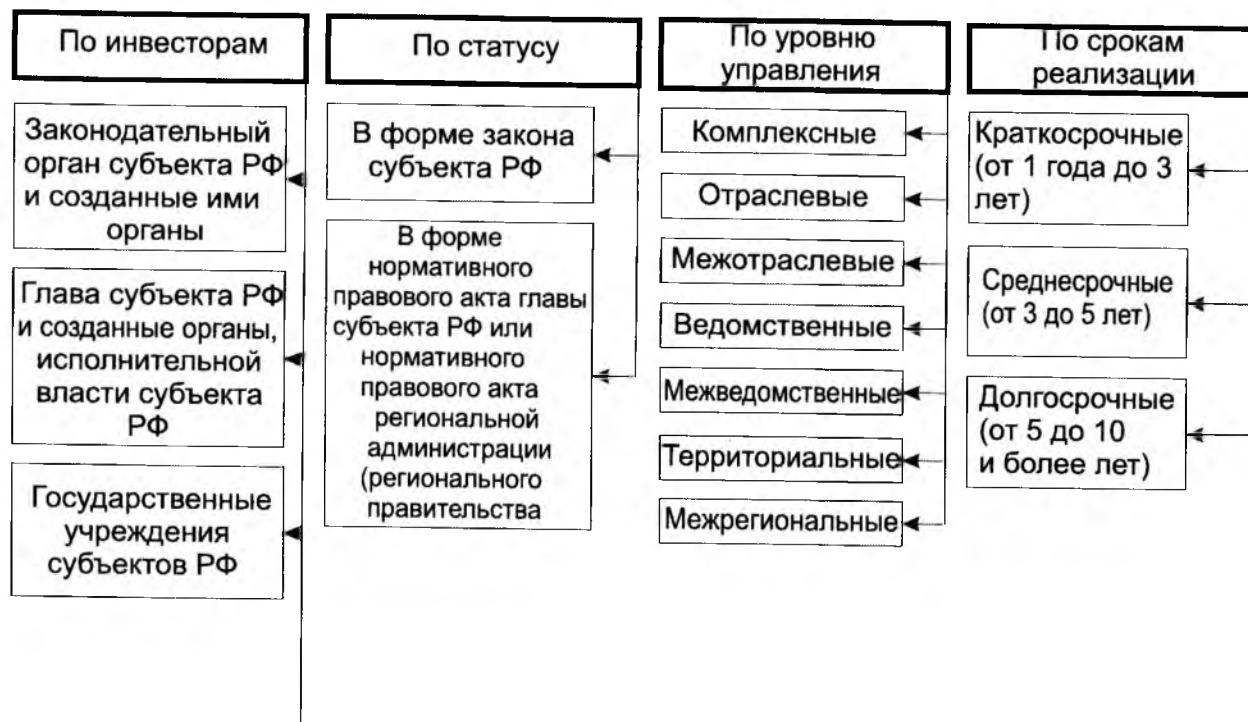 По инвесторам
Законодательный
орган субъекта РФ
и созданные ими
органы
Глава субъекта РФ
и созданные органы,
исполнительной
власти субъекта
РФ
Государственные
учреждения
субъектов РФ
По статусу
В форме закона
субъекта РФ
В форме
нормативного
правового акта главы
субъекта РФ или
нормативного
правового акта
региональной
администрации
(регионального
правительства
По уровню
управления
Комплексные
Отраслевые
Межотраслевые
Ведомственные
Межведомственные
Территориальные
Межрегиональные
По срокам
реализации
Краткосрочные
(от 1 года до 3
лет)
Среднесрочные
(от 3 до 5 лет)
Долгосрочные
(от 5 до 10
и более лет)